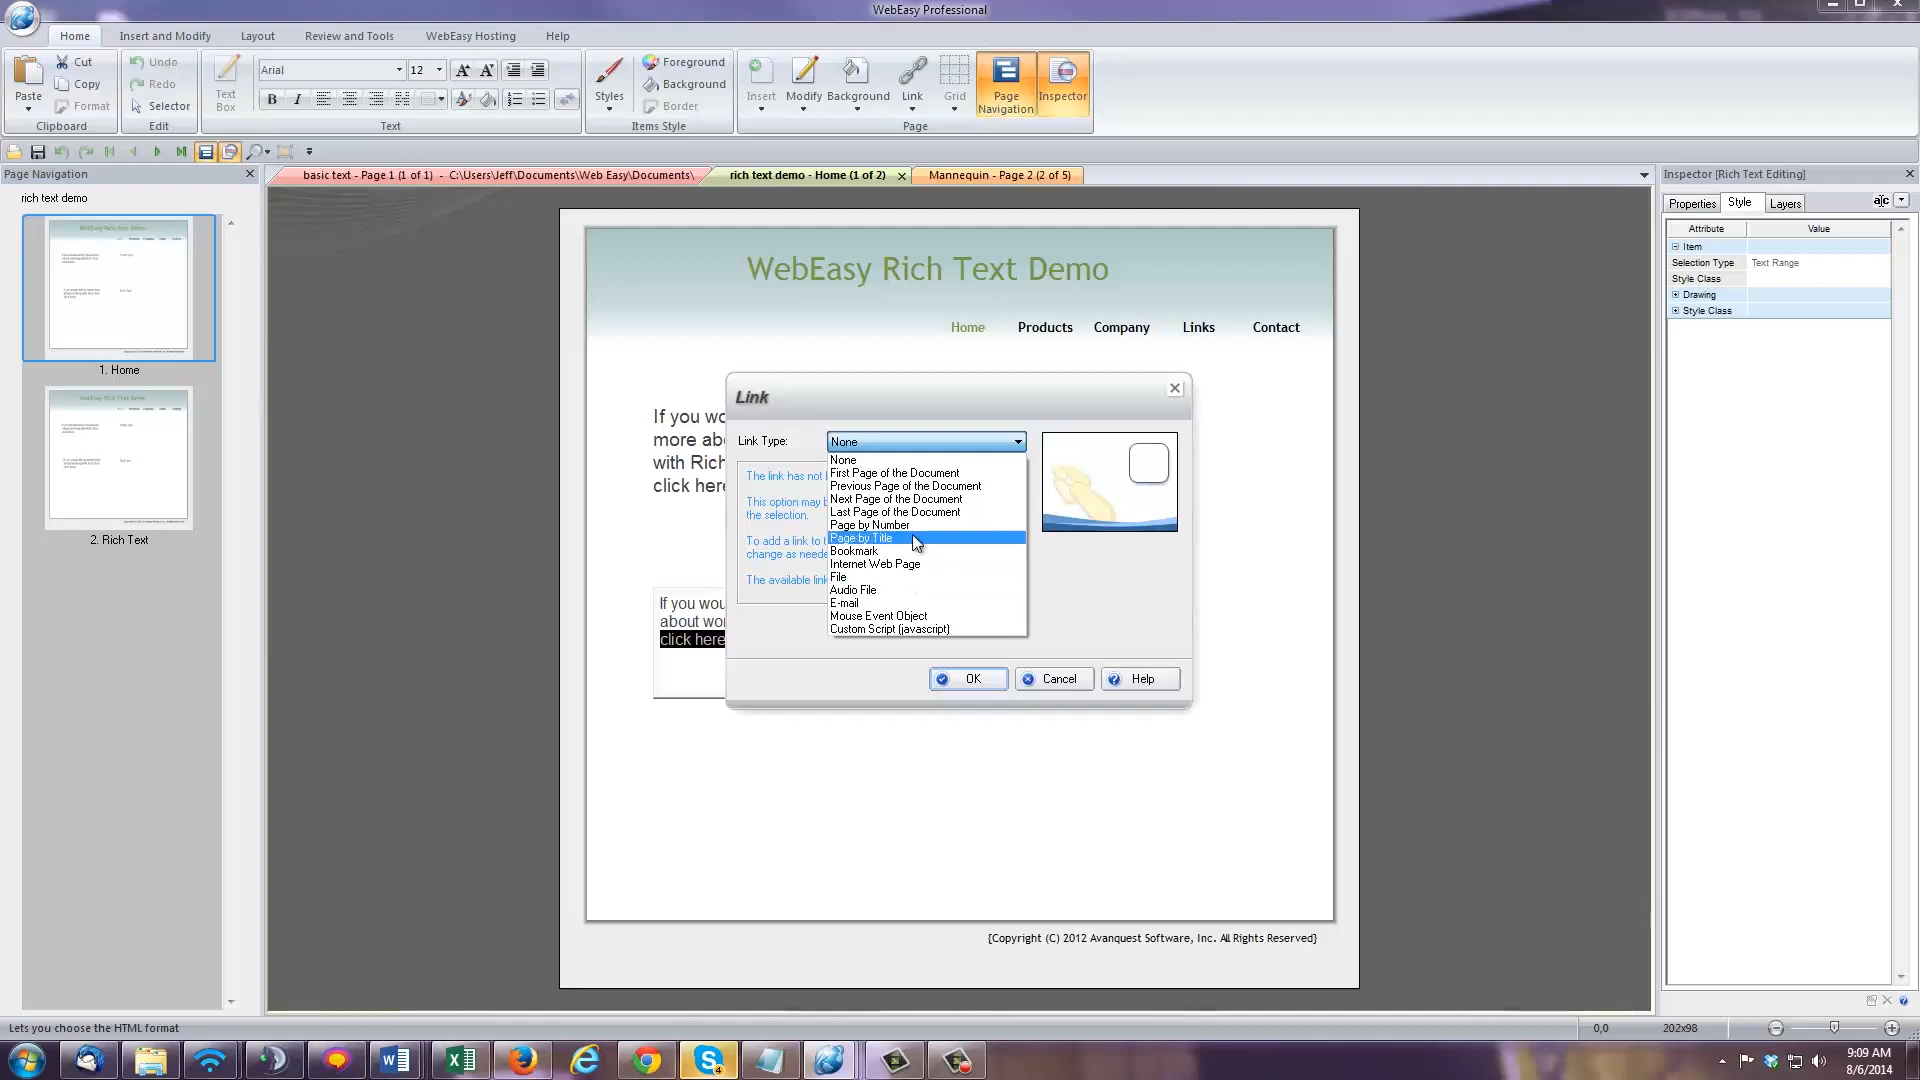 WebEasy Professional
Home
Insert and Modify
Layout
Review and Tools
WebEasy Hosting
Help
Paste
Cut
Copy
Format
Clipboard
Undo
Redo
Selector
Edit
Text Box
Arial
12
B
I
Text
Styles
Foreground
Background
Border
Items Style
Insert
Modify
Background
Link
Grid
Page Navigation
Inspector
Page
Page Navigation
basic text - Page 1 (1 of 1) - C:\Users\Jeff\Documents\Web Easy\Documents\
rich text demo - Home (1 of 2)
Mannequin - Page 2 (2 of 5)
Inspector [Rich Text Editing]
rich text demo
1. Home
2. Rich Text
Properties
Style
Layers
Attribute
Value
Item
Selection Type
Text Range
Style Class
Drawing
Style Class
WebEasy Rich Text Demo
Home
Products
Company
Links
Contact
If you wo
more abo
with Rich
click here
If you wou
about wor
click here
Link
Link Type:
None
The link has not
This option may b
the selection.
To add a link to t
change as neede
The available link
None
First Page of the Document
Previous Page of the Document
Next Page of the Document
Last Page of the Document
Page by Number
Page by Title
Bookmark
Internet Web Page
File
Audio File
E-mail
Mouse Event Object
Custom Script (javascript)
OK
Cancel
Help
{Copyright (C) 2012 Avanquest Software, Inc. All Rights Reserved}
Lets you choose the HTML format
0,0
202x98
4
9:09 AM
8/6/2014